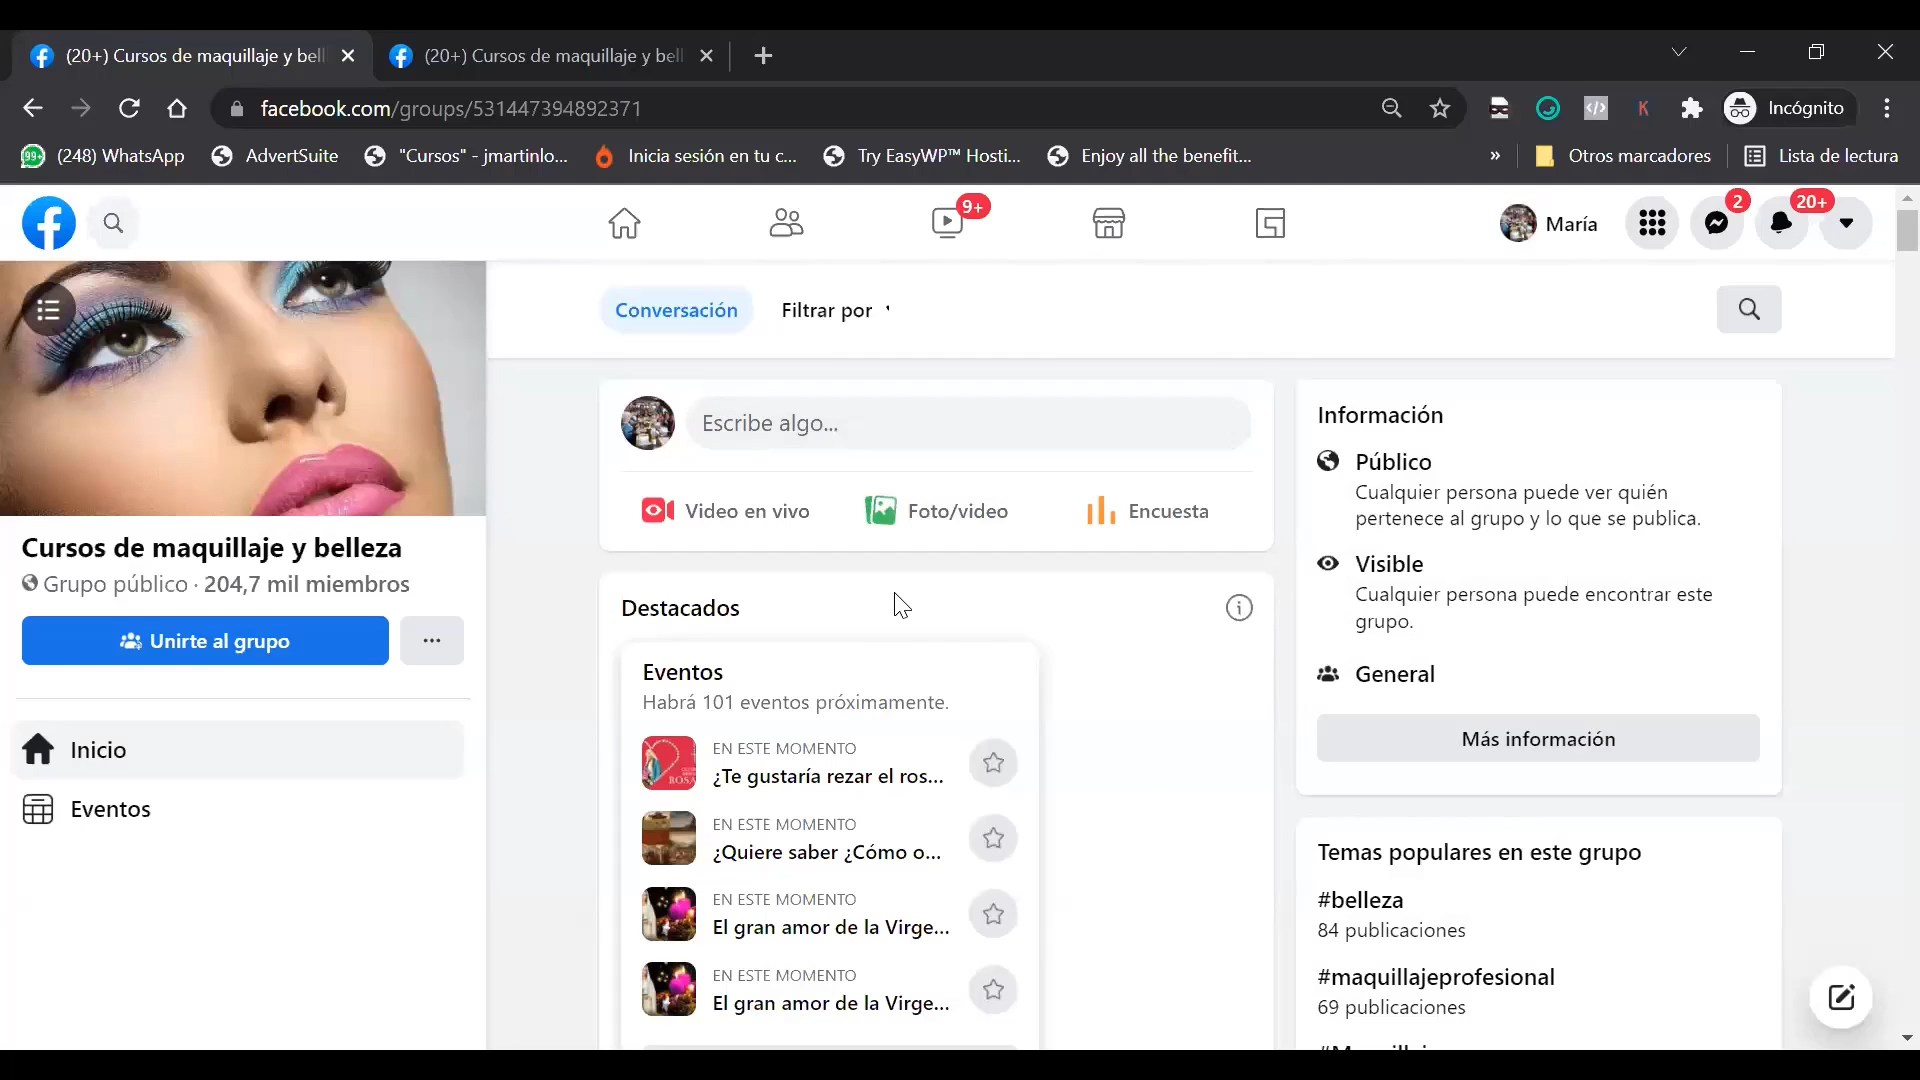 (20+) Cursos de maquillaje y bell
(20+) Cursos de maquillaje y bell
facebook.com/groups/531447394892371
Incógnito
99+
(248) WhatsApp
AdvertSuite
"Cursos" - jmartinlo...
Inicia sesión en tu c...
Try EasyWP™ Hosti...
Enjoy all the benefit...
»
Otros marcadores
Lista de lectura
9+
María
2
20+
Conversación
Filtrar por
Escribe algo...
Video en vivo
Foto/video
Encuesta
Cursos de maquillaje y belleza
Grupo público · 204,7 mil miembros
Unirte al grupo
Inicio
Eventos
Destacados
Eventos
Habrá 101 eventos próximamente.
EN ESTE MOMENTO
¿Te gustaría rezar el ros...
EN ESTE MOMENTO
¿Quiere saber ¿Cómo o...
EN ESTE MOMENTO
El gran amor de la Virge...
EN ESTE MOMENTO
El gran amor de la Virge...
Información
Público
Cualquier persona puede ver quién
pertenece al grupo y lo que se publica.
Visible
Cualquier persona puede encontrar este
grupo.
General
Más información
Temas populares en este grupo
#belleza
84 publicaciones
#maquillajeprofesional
69 publicaciones